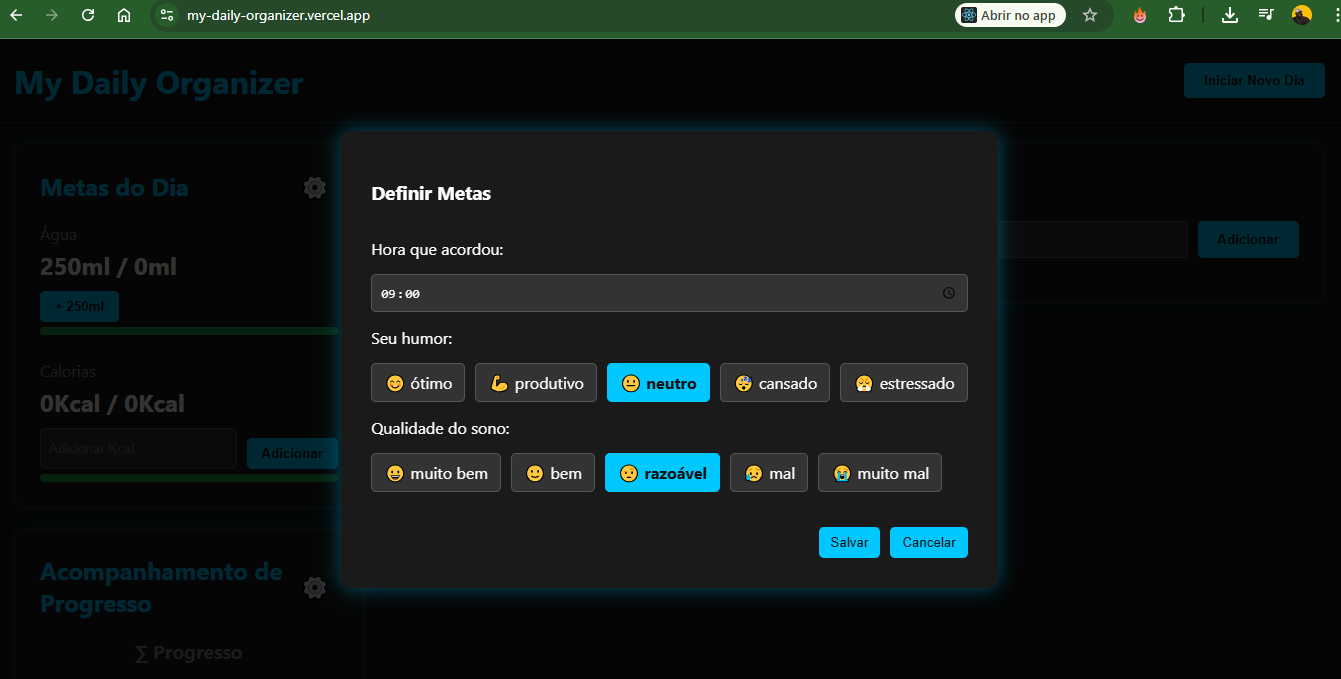 my-daily-organizer.vercel.app
Abrir no app
My Daily Organizer
Iniciar Novo Dia
Metas do Dia
Água
250ml / 0ml
+ 250ml
Calorias
0Kcal / 0Kcal
Adicionar Kcal
Adicionar
Acompanhamento de
Progresso
∑ Progresso
Adicionar
Definir Metas
Hora que acordou:
09:00
Seu humor:
😊 ótimo 💪 produtivo 😐 neutro 😴 cansado 😤 estressado
Qualidade do sono:
😀 muito bem 🙂 bem 😕 razoável 😥 mal 😭 muito mal
Salvar Cancelar